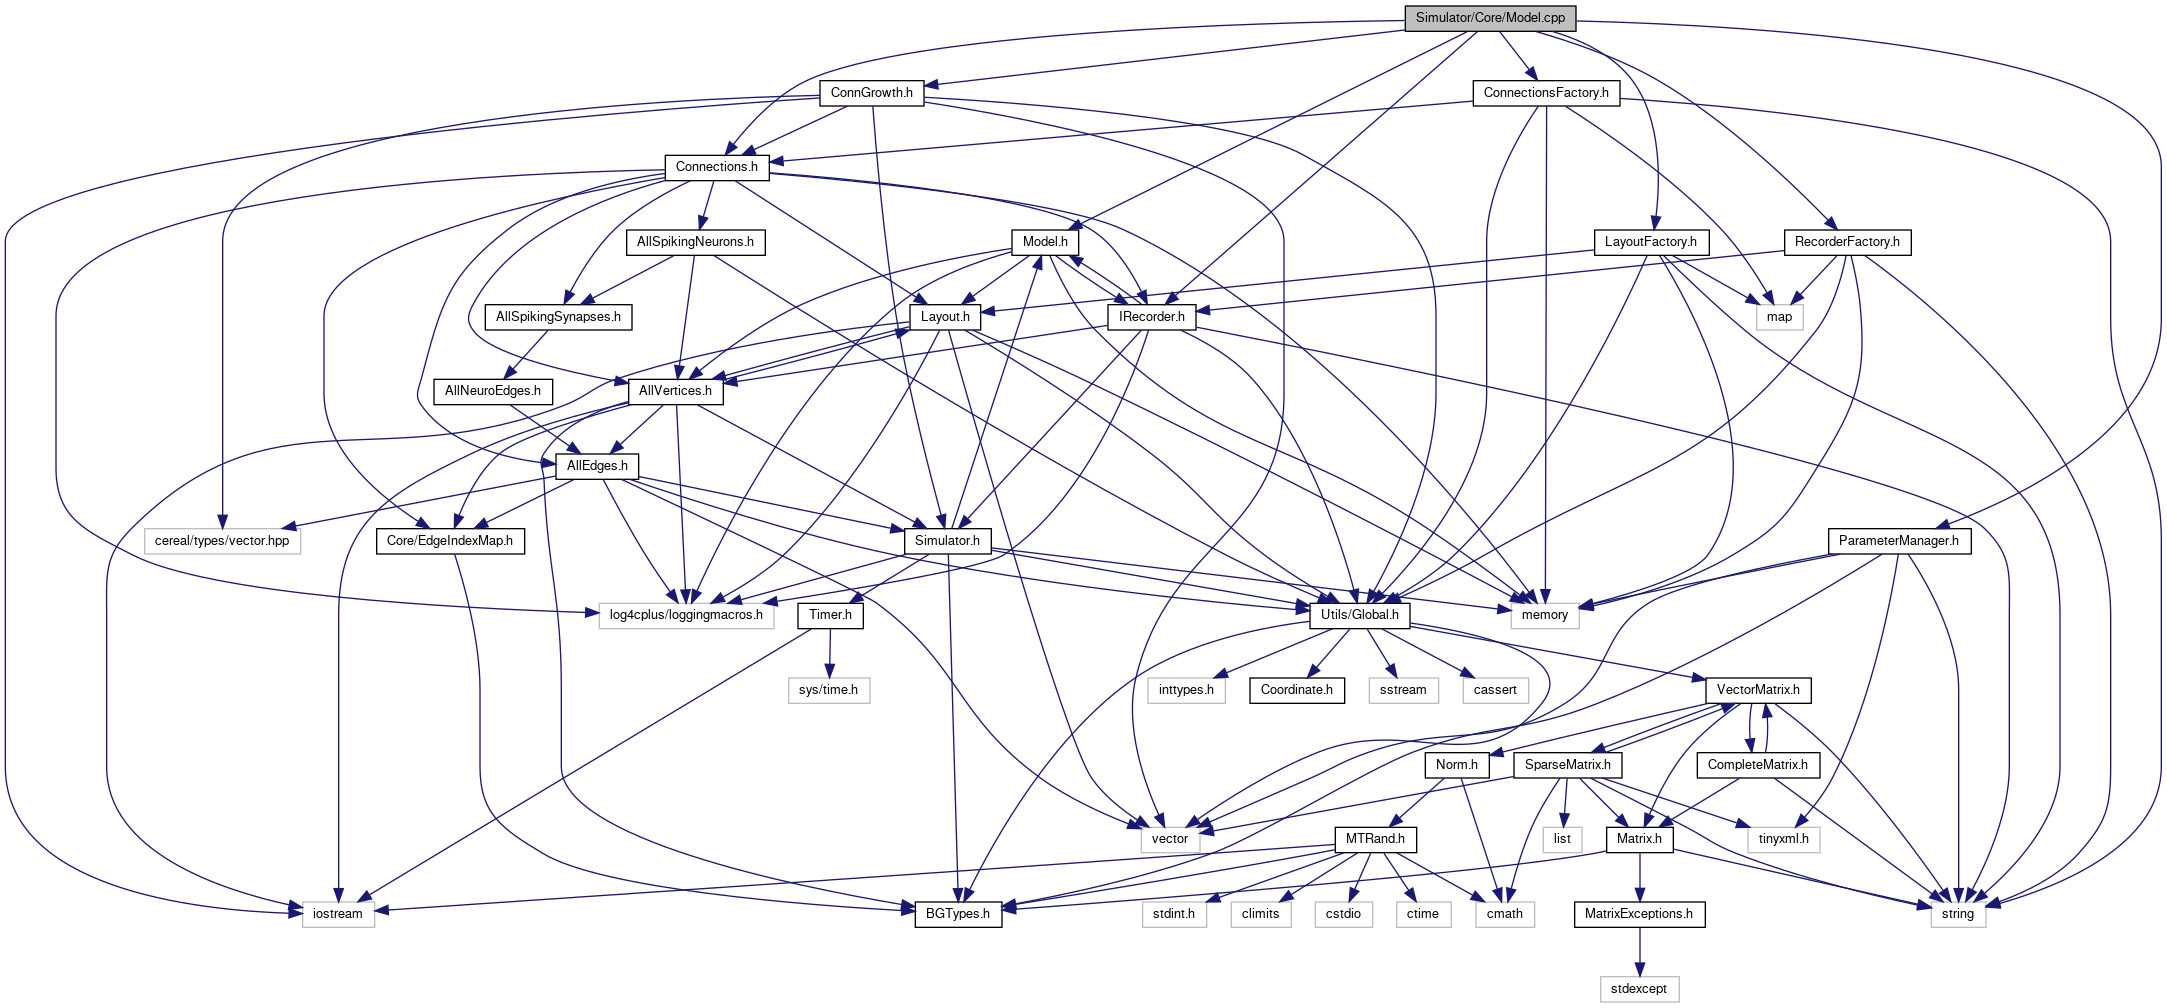 Simulator/Core/Model.cpp
ConnGrowth.h
ConnectionsFactory.h
Connections.h
AllSpikingNeurons.h
Model.h
LayoutFactory.h
RecorderFactory.h
AllSpikingSynapses.h
Layout.h
IRecorder.h
map
AllNeuroEdges.h
AllVertices.h
AllEdges.h
cereal/types/vector.hpp
Core/EdgeIndexMap.h
Simulator.h
ParameterManager.h
log4cplus/loggingmacros.h
Timer.h
Utils/Global.h
memory
sys/time.h
inttypes.h
Coordinate.h
sstream
cassert
VectorMatrix.h
Norm.h
SparseMatrix.h
CompleteMatrix.h
vector
MTRand.h
list
Matrix.h
tinyxml.h
iostream
BGTypes.h
stdint.h
climits
cstdio
ctime
cmath
MatrixExceptions.h
string
stdexcept